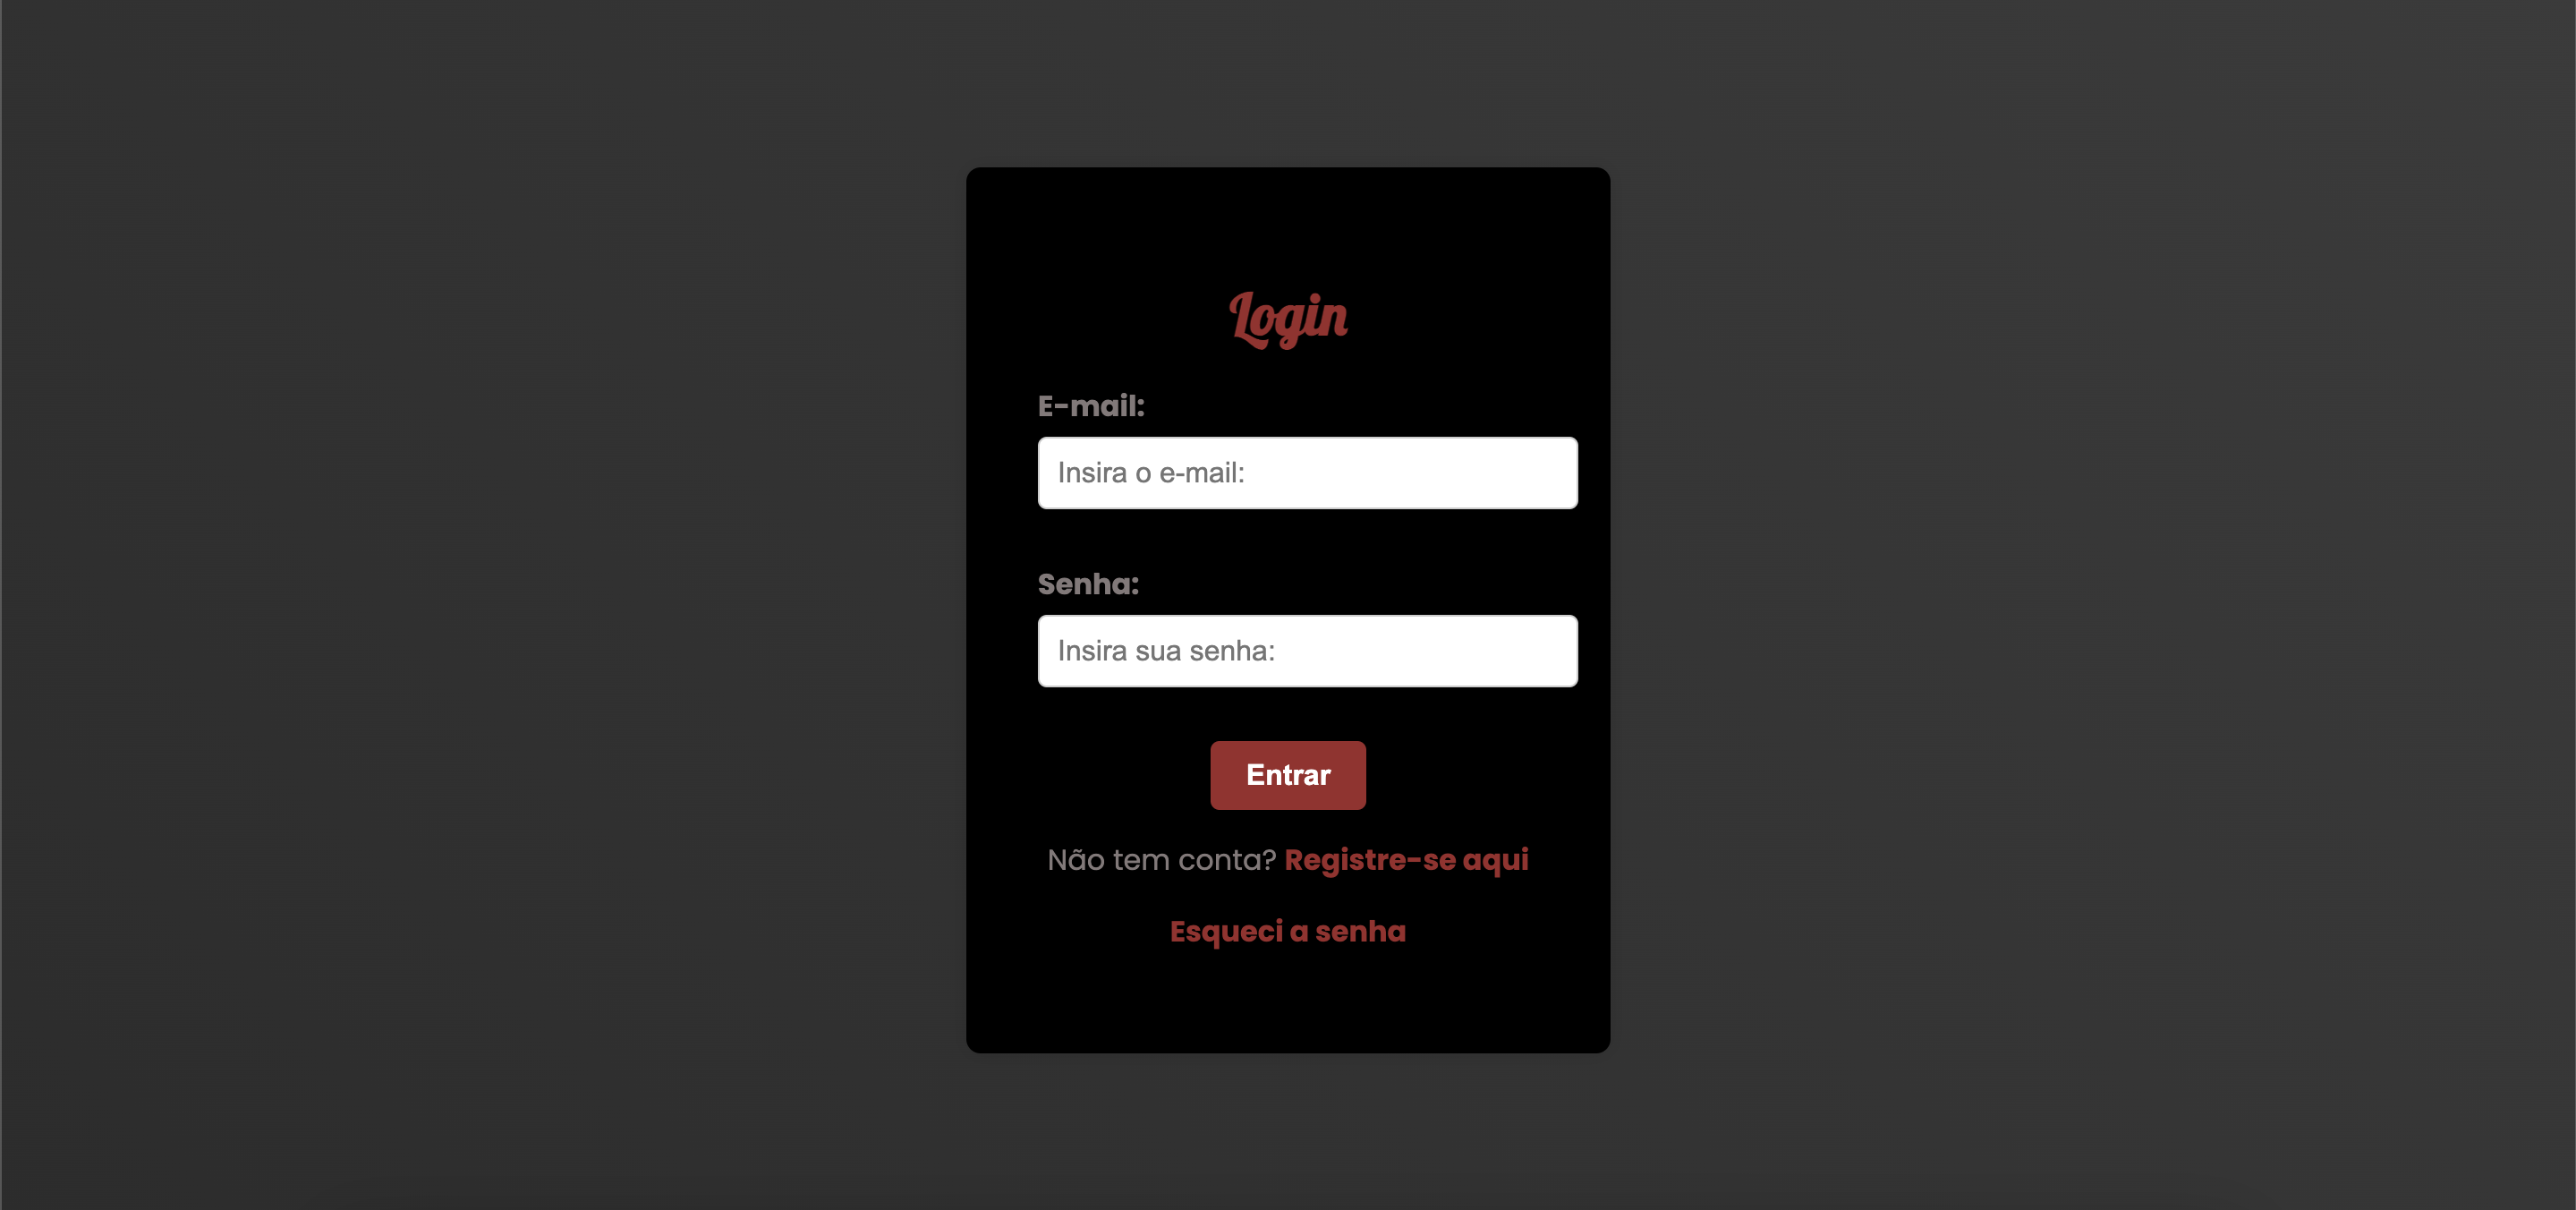 Login
E-mail:
Insira o e-mail:
Senha:
Insira sua senha:
Entrar
Não tem conta? Registre-se aqui
Esqueci a senha